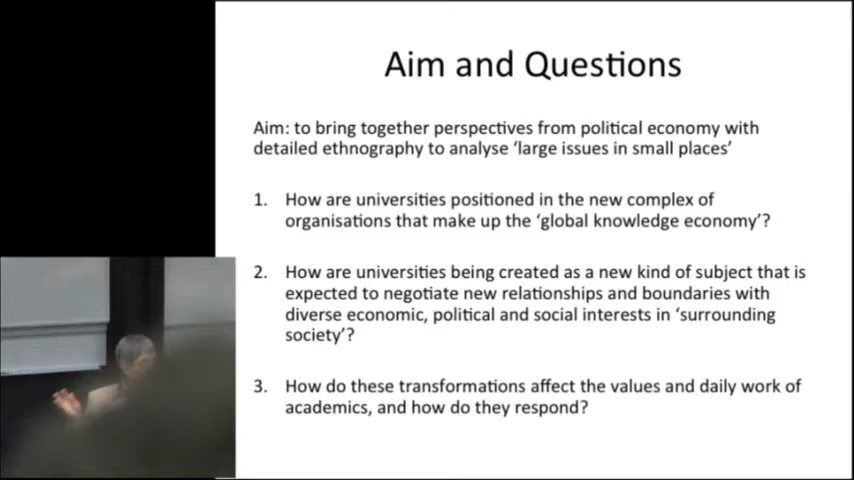 Aim and Questions
Aim: to bring together perspectives from political economy with
detailed ethnography to analyse ‘large issues in small places’
1. How are universities positioned in the new complex of
organisations that make up the ‘global knowledge economy’?
2. How are universities being created as a new kind of subject that is
expected to negotiate new relationships and boundaries with
diverse economic, political and social interests in ‘surrounding
society’?
3. How do these transformations affect the values and daily work of
academics, and how do they respond?